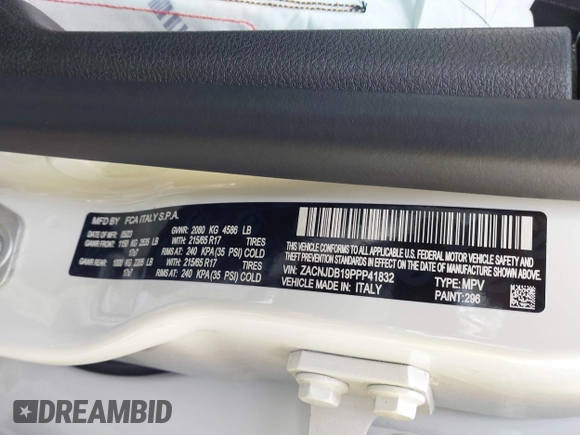 MFD BY FCA ITALY S.P.A. GVWR: 2080 KG 4586 LB
DATE OF MFR: 05/23
GAWR FRONT: 1150 KG 2535 LB WITH: 215/65 R17 TIRES
17x7 RIMS AT: 240 KPA (35 PSI) COLD
GAWR REAR: 1000 KG 2205 LB WITH: 215/65 R17 TIRES
17x7 RIMS AT: 240 KPA (35 PSI) COLD
THIS VEHICLE CONFORMS TO ALL APPLICABLE U.S.A.
FEDERAL MOTOR VEHICLE SAFETY
AND THEFT PREVENTION STANDARDS IN EFFECT ON THE DATE OF MANUFACTURE SHOWN ABOVE.
VIN: ZACNJDB19PPP41832 TYPE: MPV
VEHICLE MADE IN: ITALY PAINT: 296
DREAMBID